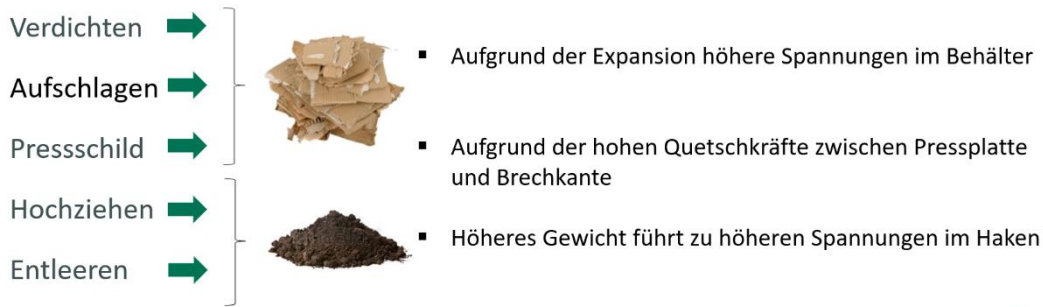 Verdichten
Aufschlagen
Pressschild
Hochziehen
Entleeren
▪ Aufgrund der Expansion höhere Spannungen im Behälter
▪ Aufgrund der hohen Quetschkräfte zwischen Pressplatte
und Brechkante
▪ Höheres Gewicht führt zu höheren Spannungen im Haken